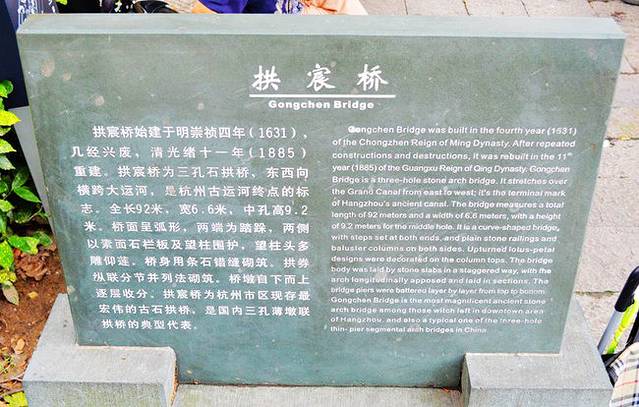 拱宸桥
Gongchen Bridge
拱宸桥始建于明崇祯四年(1631),
几经兴废,清光绪十一年(1885)
重建。拱宸桥为三孔石拱桥,东西向
横跨大运河,是杭州古运河终点的标
志。全长92米,宽6.6米,中孔高9.2
米。桥面呈弧形,两端为踏跺,两侧
以素面石栏板及望柱围护,望柱头多
雕仰莲。桥身用条石错缝砌筑。拱券
纵联分节并列法砌筑。桥墩自下而上
逐层收分。拱宸桥为杭州市区现存最
宏伟的古石拱桥,是国内三孔薄墩联
拱桥的典型代表。
Gongchen Bridge was built in the fourth year (1631)
of the Chongzhen Reign of Ming Dynasty. After repeated
constructions and destructions, it was rebuilt in the 11th
year (1885) of the Guangxu Reign of Qing Dynasty. Gongchen
Bridge is a three-hole stone arch bridge. It stretches over
the Grand Canal from east to west; it's the terminal mark
of Hangzhou's ancient canal. The bridge measures a total
length of 92 meters and a width of 6.6 meters, with a height
of 9.2 meters for the middle hole. It is a curve-shaped bridge,
with steps set at both ends, and plain stone railings and
baluster columns on both sides. Upturned lotus-petal
designs were decorated on the column tops. The bridge
body was laid by stone slabs in a staggered way, with the
arch longitudinally apposed and laid in sections. The
bridge piers were battered layer by layer from top to bottom.
Gongchen Bridge is the most magnificent ancient stone
arch bridge among those witch left in downtown area
of Hangzhou, and also a typical one of the three-hole
thin- pier segmental arch bridges in China.